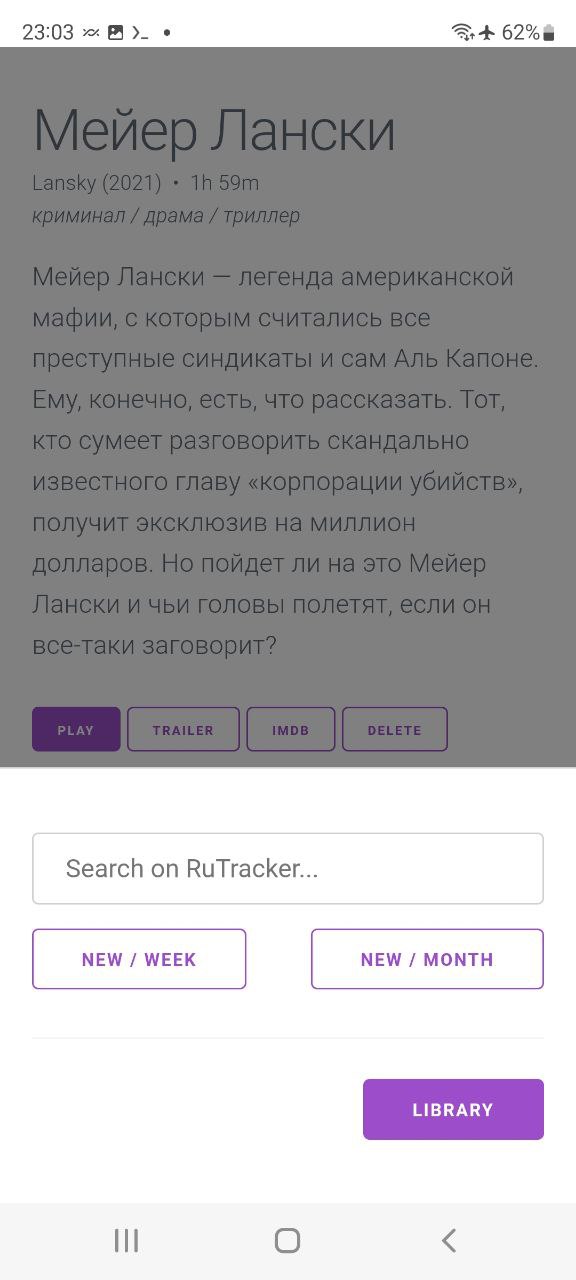 23:03
62%
Мейер Лански
Lansky (2021) • 1h 59m
криминал / драма / триллер
Мейер Лански — легенда американской
мафии, с которым считались все
преступные синдикаты и сам Аль Капоне.
Ему, конечно, есть, что рассказать. Тот,
кто сумеет разговорить скандально
известного главу «корпорации убийств»,
получит эксклюзив на миллион
долларов. Но пойдет ли на это Мейер
Лански и чьи головы полетят, если он
все-таки заговорит?
PLAY TRAILER IMDB DELETE
Search on RuTracker...
NEW / WEEK NEW / MONTH
LIBRARY